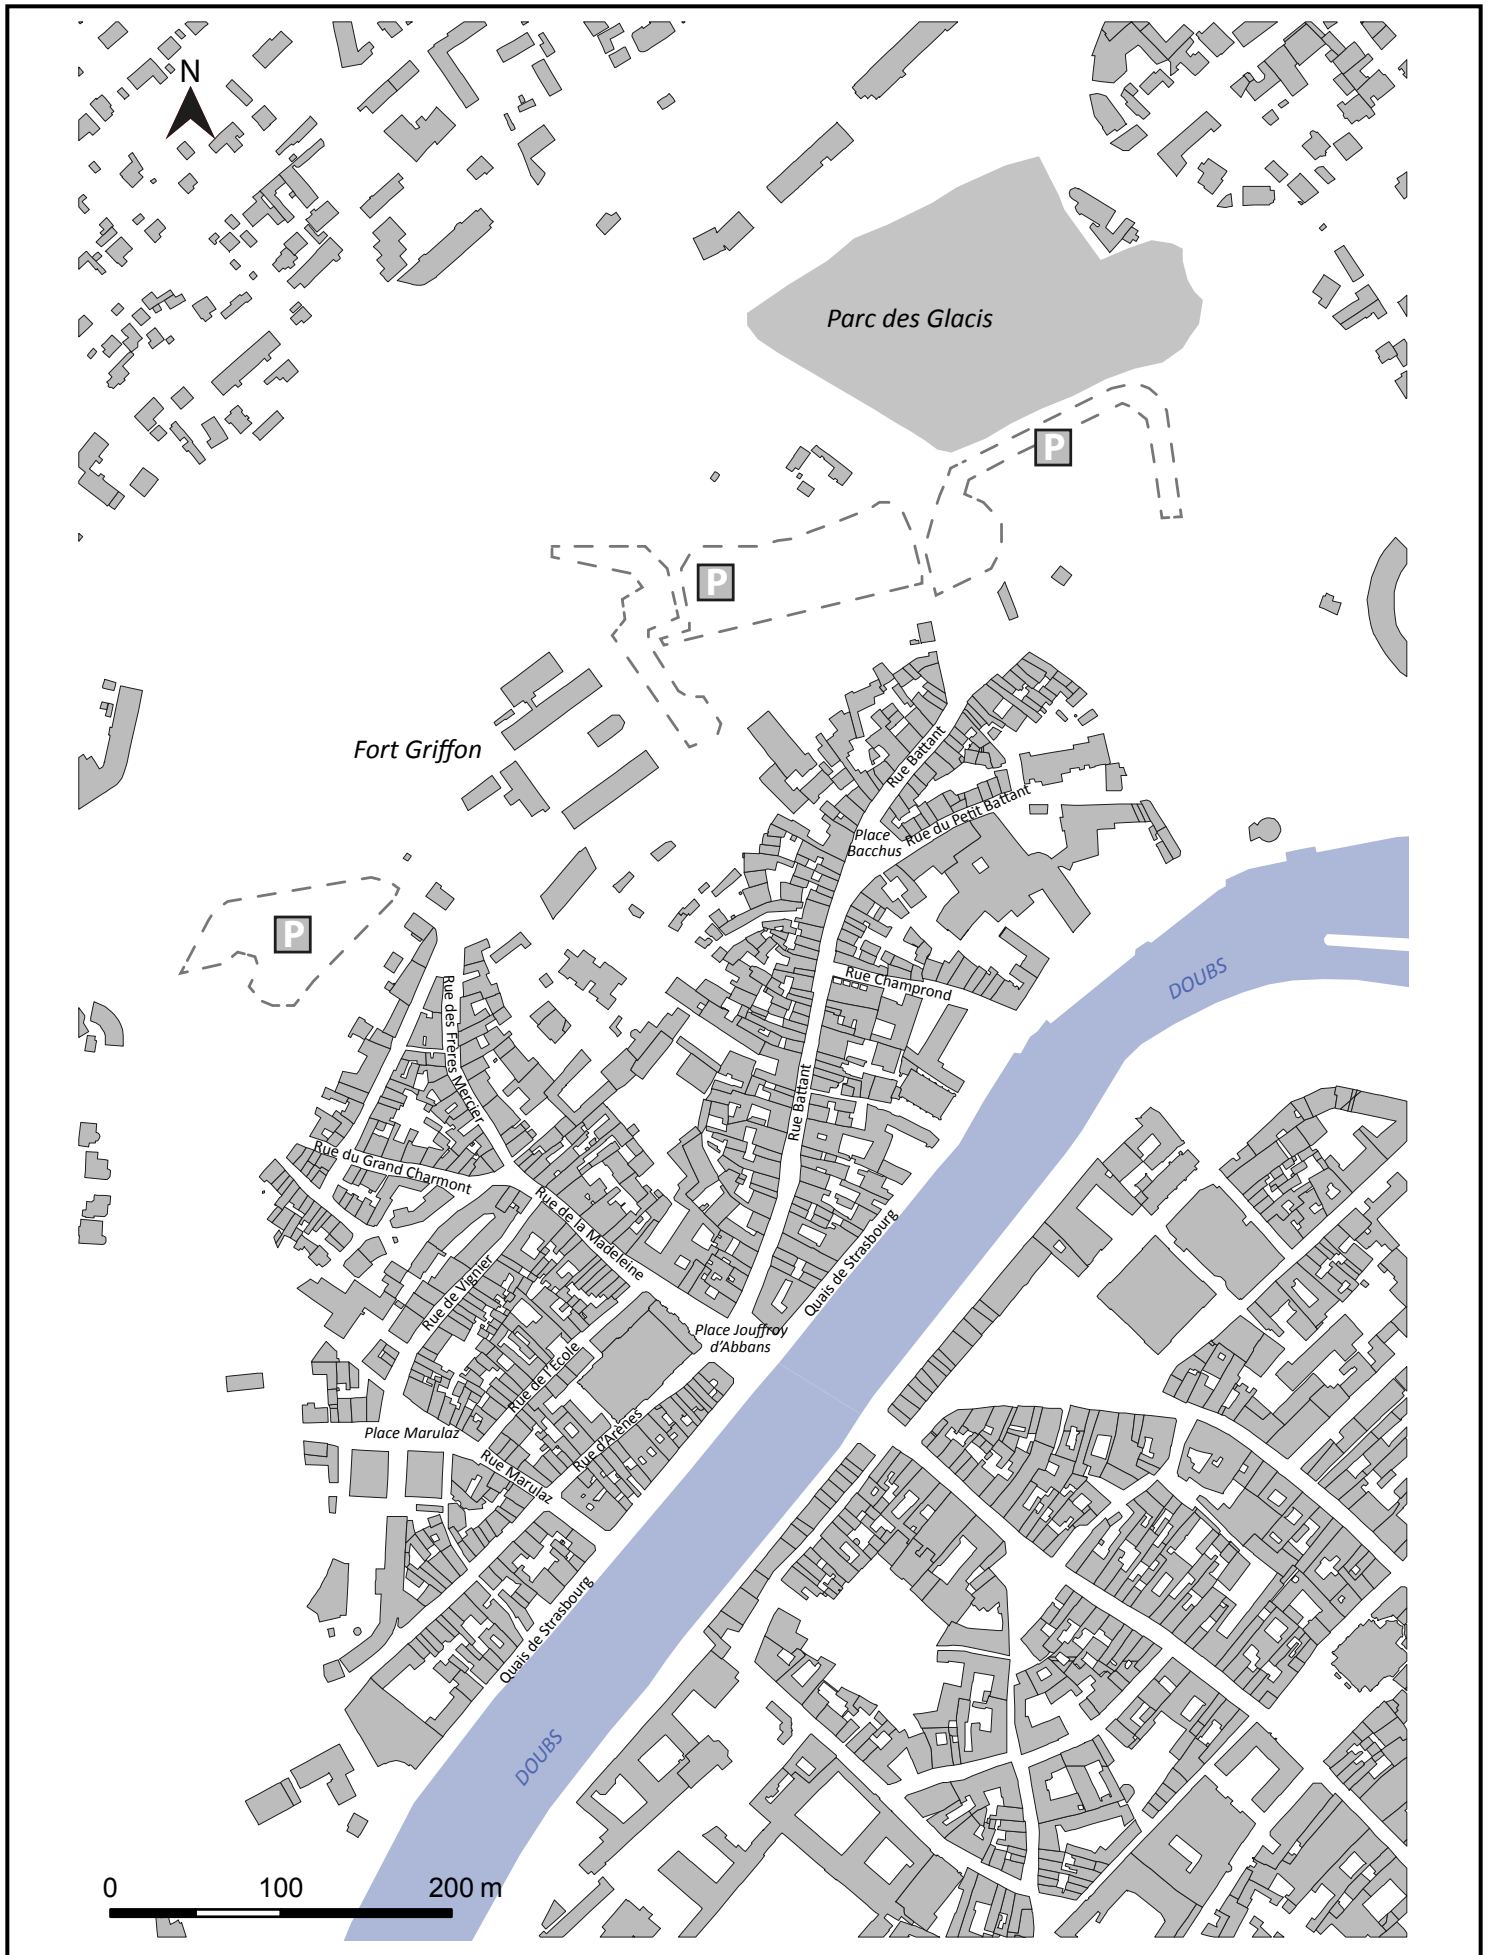 N
Parc des Glacis
P
P
Fort Griffon
Rue Battant
Rue du Petit Battant
Place
Bacchus
P
Rue Champrond
DOUBS
Rue des Frères Mercier
Rue Battant
Rue du Grand Charmont
Rue de la Madeleine
Quais de Strasbourg
Rue de Vignier
Place Jouffroy
d'Abbans
Rue de l'Ecole
Place Marulaz
Rue d'Arènes
Rue Marulaz
Quais de Strasbourg
DOUBS
0 100 200 m